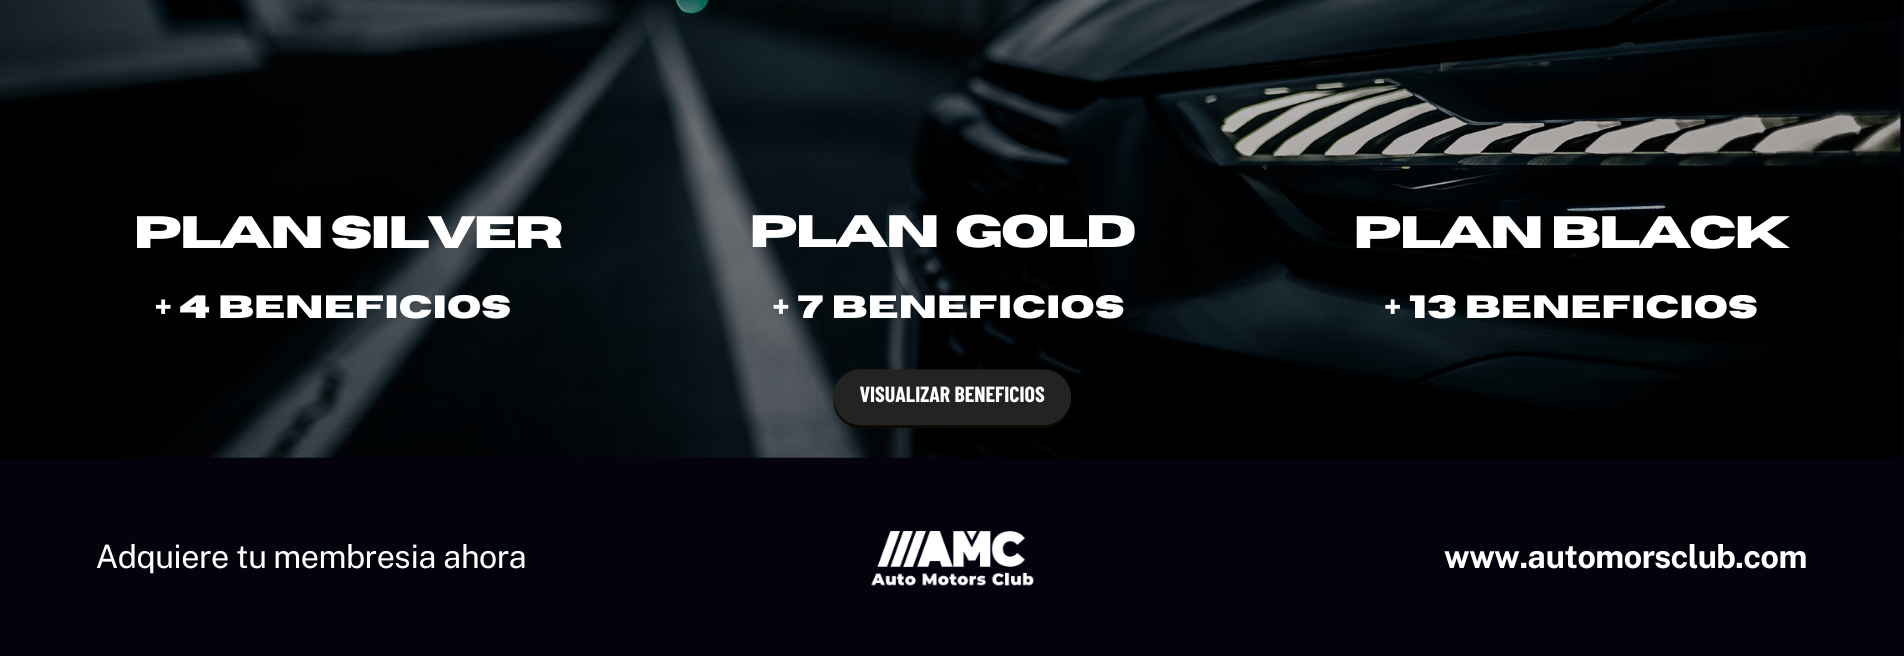 PLAN SILVER
PLAN GOLD
PLAN BLACK
+ 4 BENEFICIOS
+ 7 BENEFICIOS
+ 13 BENEFICIOS
VISUALIZAR BENEFICIOS
Adquiere tu membresia ahora
///AMC
Auto Motors Club
www.automorsclub.com